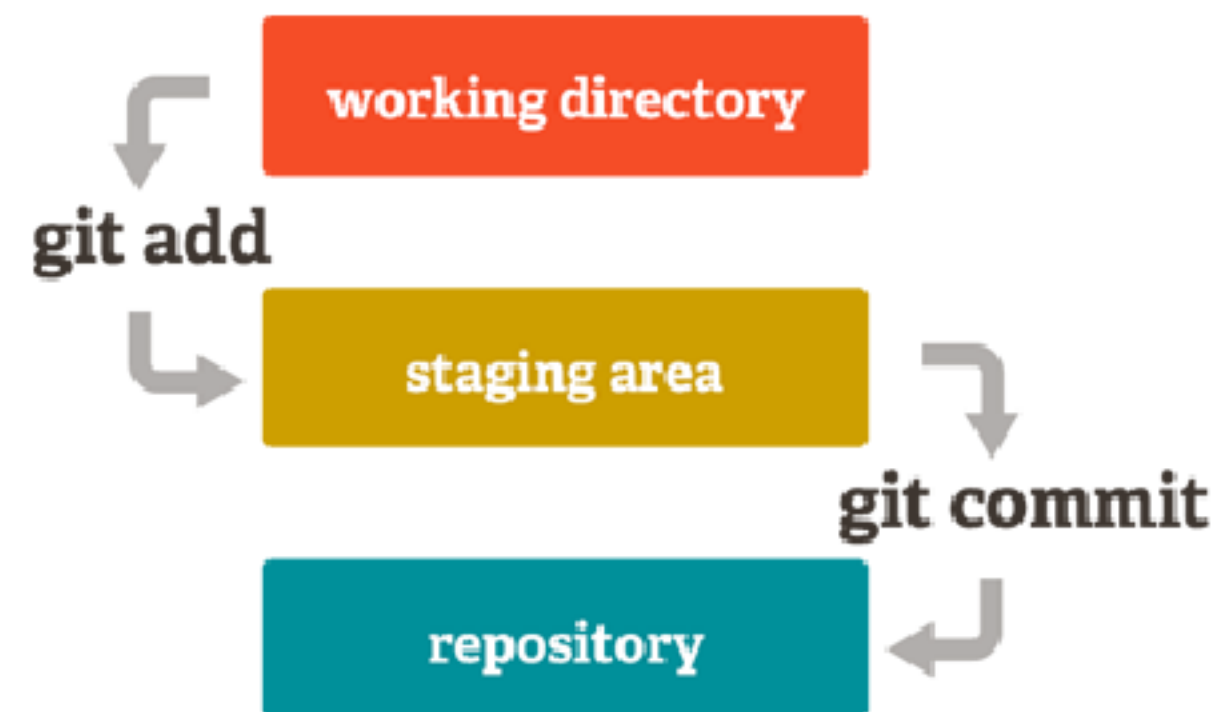 working directory
git add
staging area
git commit
repository